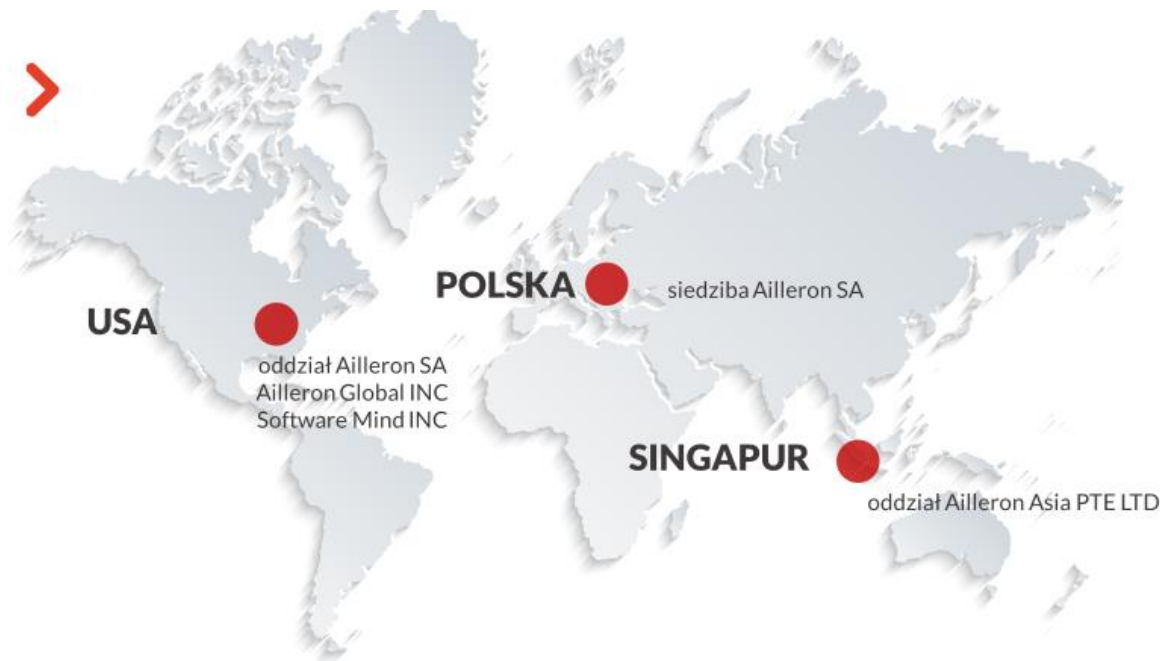 POLSKA
siedziba Ailleron SA
USA
oddział Ailleron SA
Ailleron Global INC
Software Mind INC
SINGAPUR
oddział Ailleron Asia PTE LTD